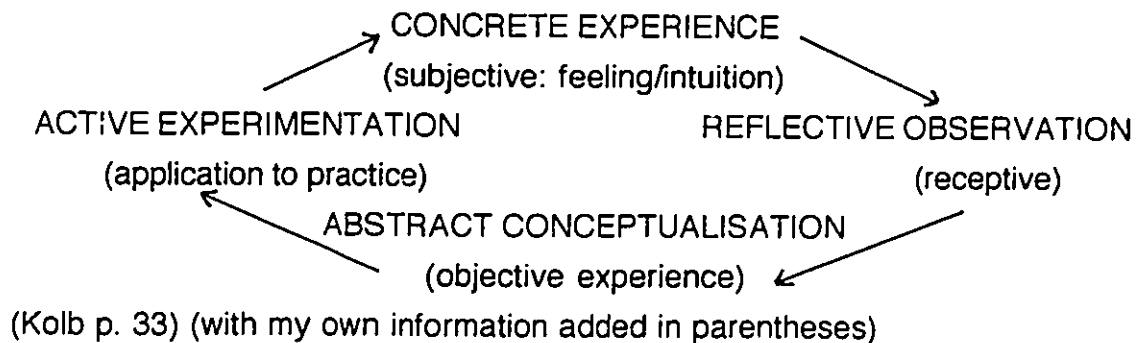 CONCRETE EXPERIENCE
(subjective: feeling/intuition)
ACTIVE EXPERIMENTATION
REFLECTIVE OBSERVATION
(application to practice)
(receptive)
ABSTRACT CONCEPTUALISATION
(objective experience)
(Kolb p. 33) (with my own information added in parentheses)